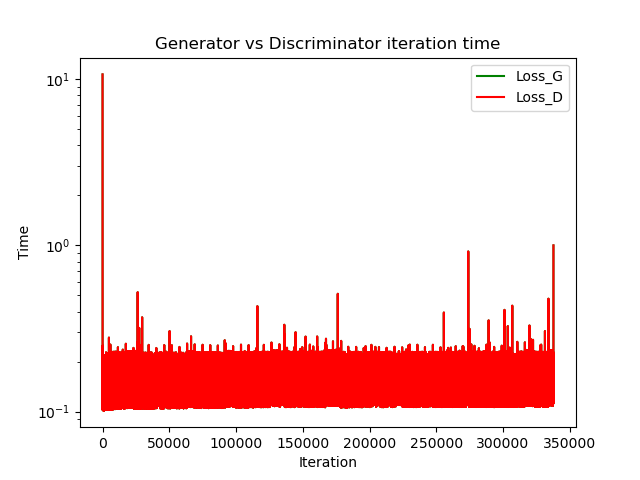 Generator vs Discriminator iteration time
Loss_G
Loss_D
Time
10¹
10⁰
10⁻¹
0 50000 100000 150000 200000 250000 300000 350000
Iteration